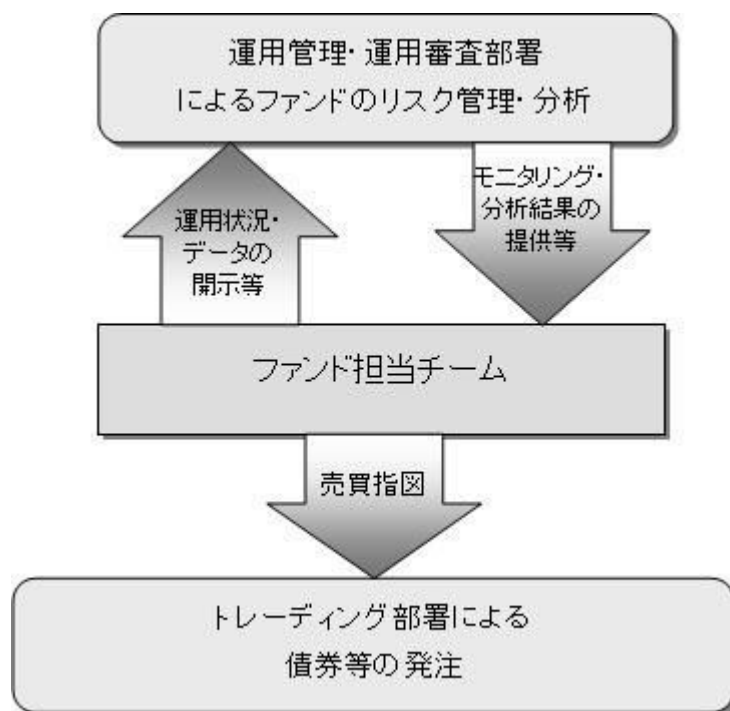 運用管理・運用審査部署
によるファンドのリスク管理・分析
運用状況・
データの
開示等
モニタリング・
分析結果の
提供等
ファンド担当チーム
売買指図
トレーディング部署による
債券等の発注